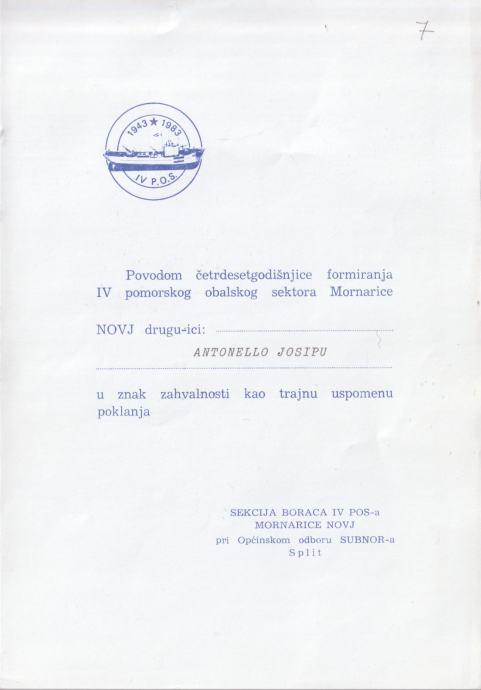 7
1943 ★ 1983
IV P.O.S.
Povodom četrdesetgodišnjice formiranja
IV pomorskog obalskog sektora Mornarice
NOVJ drugu-ici:
ANTONELLO JOSIPU
u znak zahvalnosti kao trajnu uspomenu
poklanja
SEKCIJA BORACA IV POS-a
MORNARICE NOVJ
pri Općinskom odboru SUBNOR-a
Split